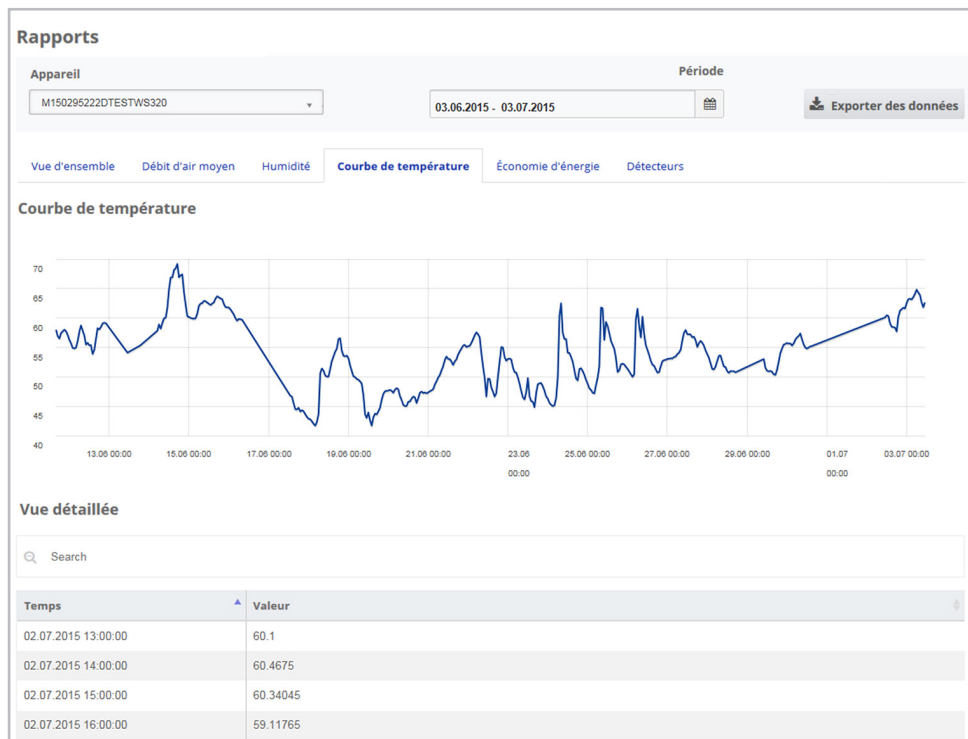 Rapports
Appareil
Période
M150295222DTESTWS320
03.06.2015 - 03.07.2015
Exporter des données
Vue d'ensemble Débit d'air moyen Humidité Courbe de température Économie d'énergie Détecteurs
Courbe de température
70
65
60
55
50
45
40
13.06 00:00 15.06 00:00 17.06 00:00 19.06 00:00 21.06 00:00 23.06 00:00 25.06 00:00 27.06 00:00 29.06 00:00 01.07 00:00 03.07 00:00
Vue détaillée
Search
Temps Valeur
02.07.2015 13:00:00 60.1
02.07.2015 14:00:00 60.4675
02.07.2015 15:00:00 60.34045
02.07.2015 16:00:00 59.11765